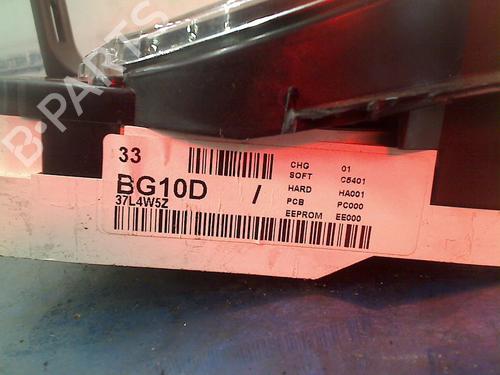 B-PARTS
33
BG10D /
37L4W5Z
CHG 01
SOFT C5401
HARD HA001
PCB PC000
EEPROM EE000